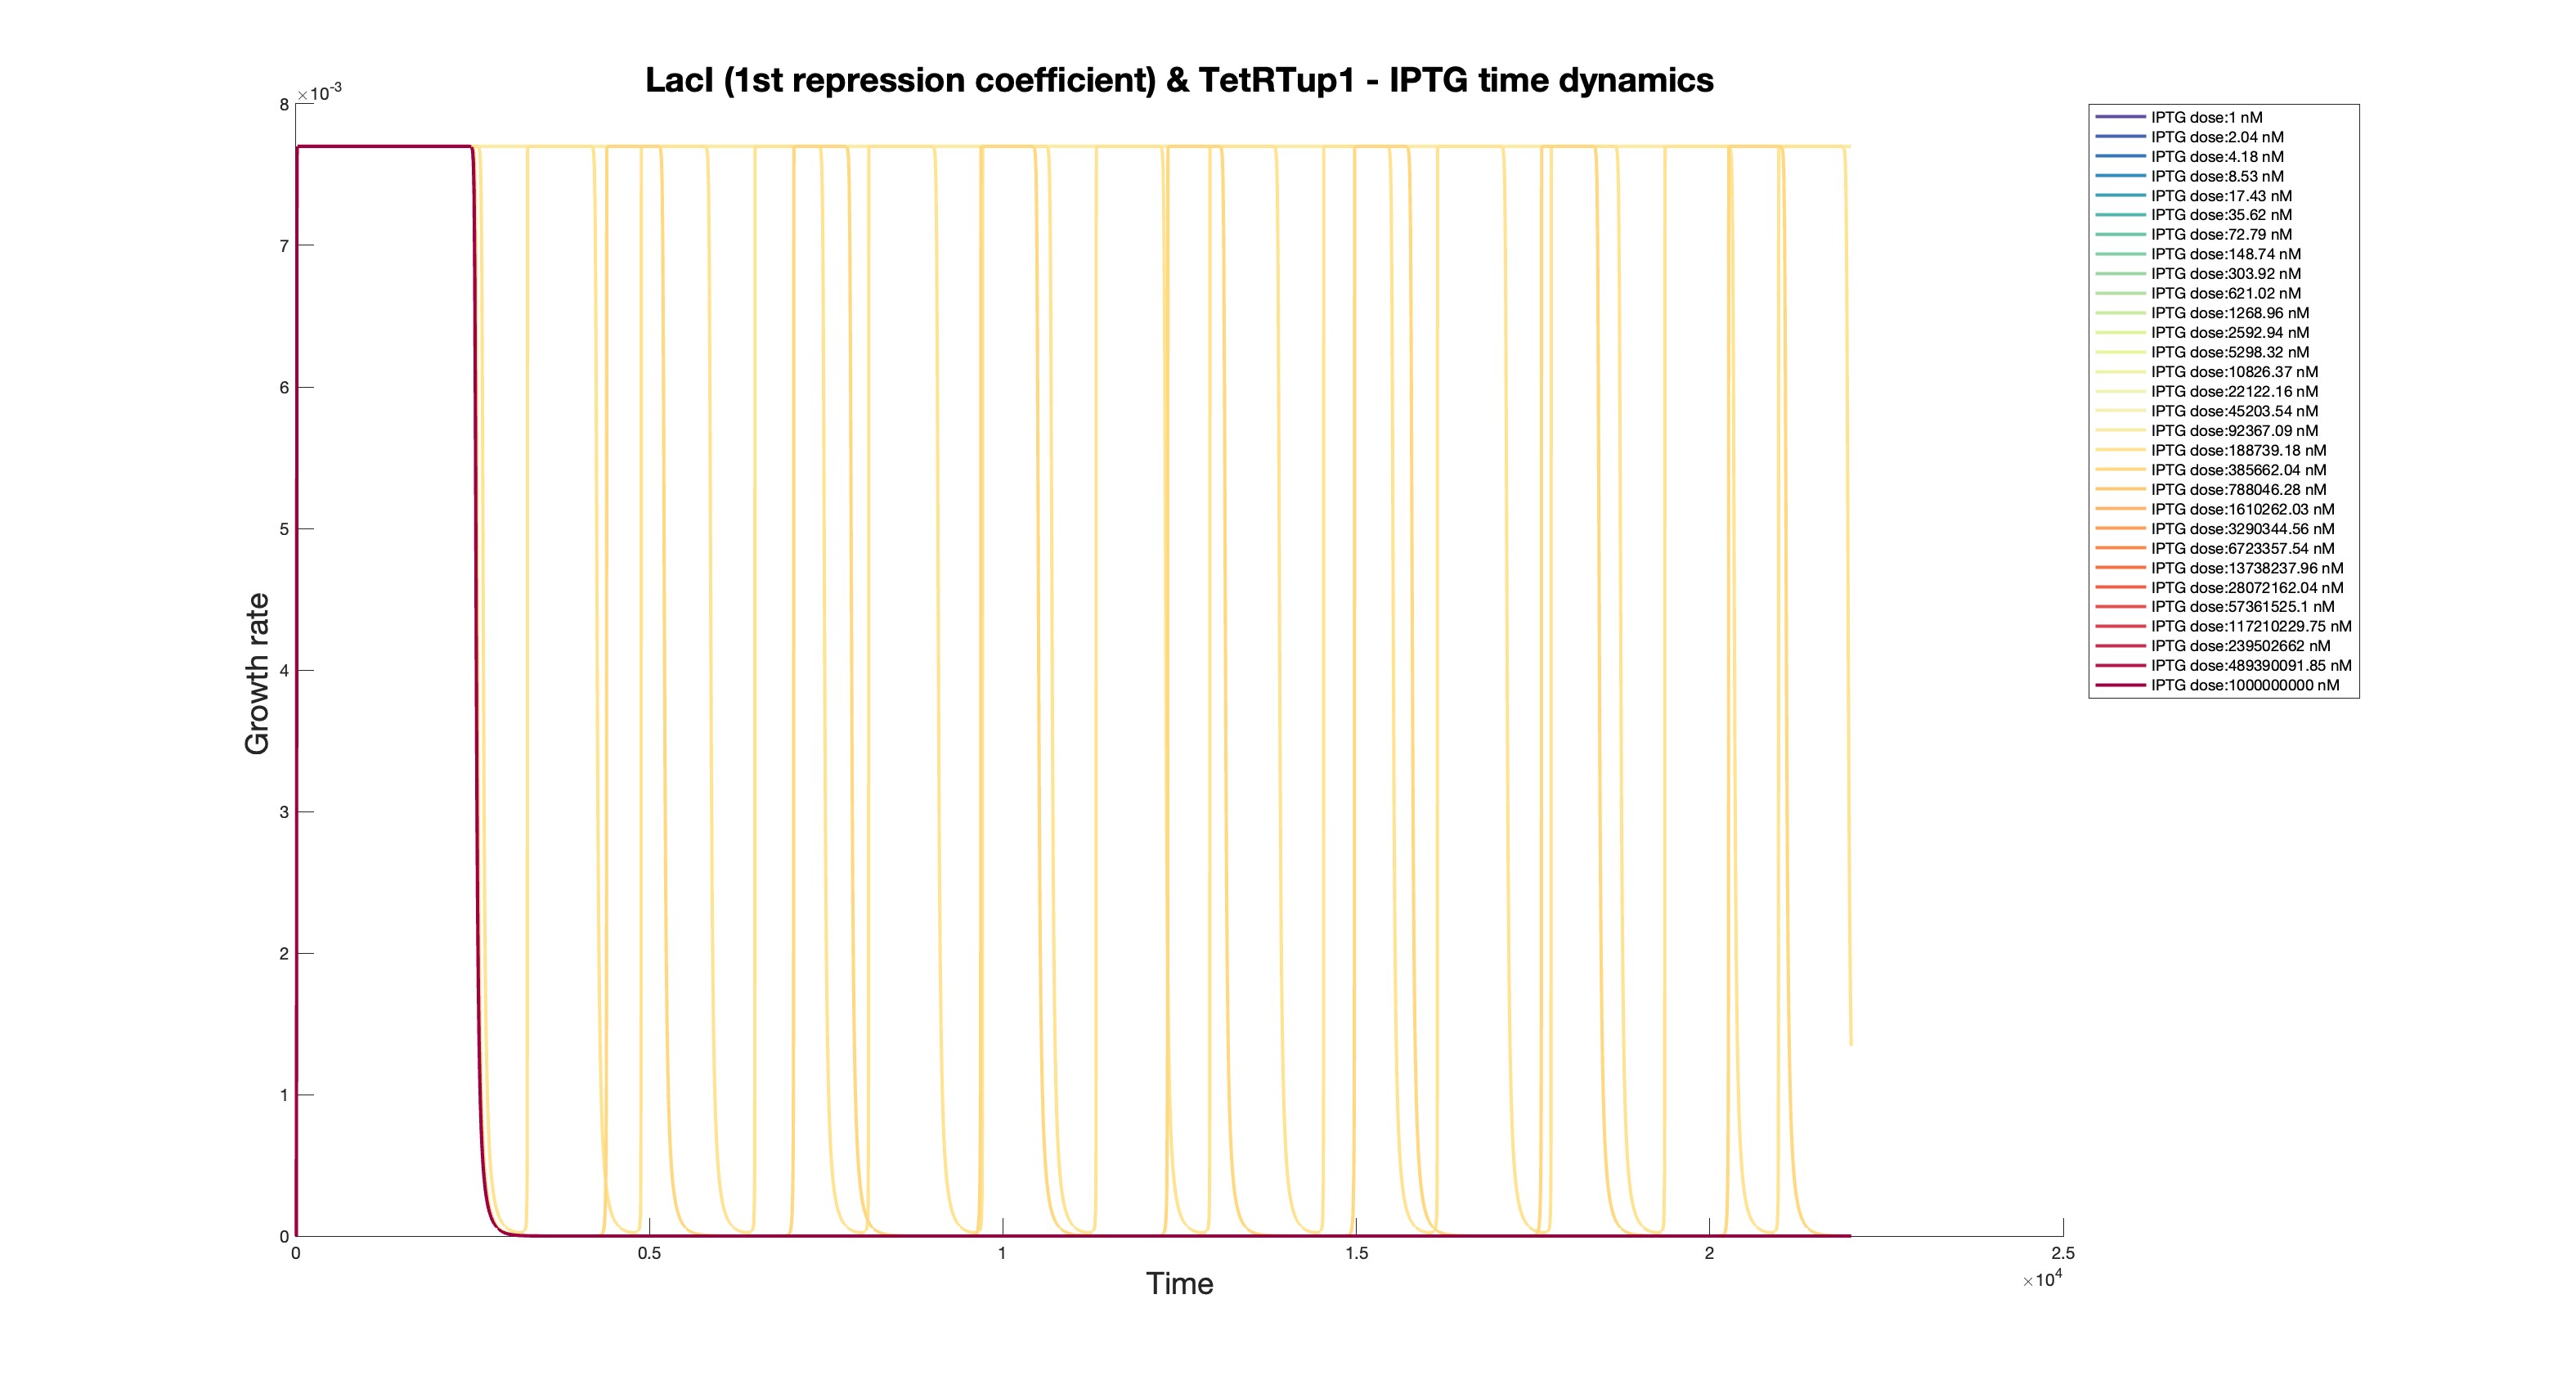 LacI (1st repression coefficient) & TetRTup1 - IPTG time dynamics
×10-3
8
7
6
5
4
3
2
1
0
Growth rate
0 0.5 1 1.5 2 2.5
×104
Time
IPTG dose:1 nM
IPTG dose:2.04 nM
IPTG dose:4.18 nM
IPTG dose:8.53 nM
IPTG dose:17.43 nM
IPTG dose:35.62 nM
IPTG dose:72.79 nM
IPTG dose:148.74 nM
IPTG dose:303.92 nM
IPTG dose:621.02 nM
IPTG dose:1268.96 nM
IPTG dose:2592.94 nM
IPTG dose:5298.32 nM
IPTG dose:10826.37 nM
IPTG dose:22122.16 nM
IPTG dose:45203.54 nM
IPTG dose:92367.09 nM
IPTG dose:188739.18 nM
IPTG dose:385662.04 nM
IPTG dose:788046.28 nM
IPTG dose:1610262.03 nM
IPTG dose:3290344.56 nM
IPTG dose:6723357.54 nM
IPTG dose:13738237.96 nM
IPTG dose:28072162.04 nM
IPTG dose:57361525.1 nM
IPTG dose:117210229.75 nM
IPTG dose:239502662 nM
IPTG dose:489390091.85 nM
IPTG dose:1000000000 nM